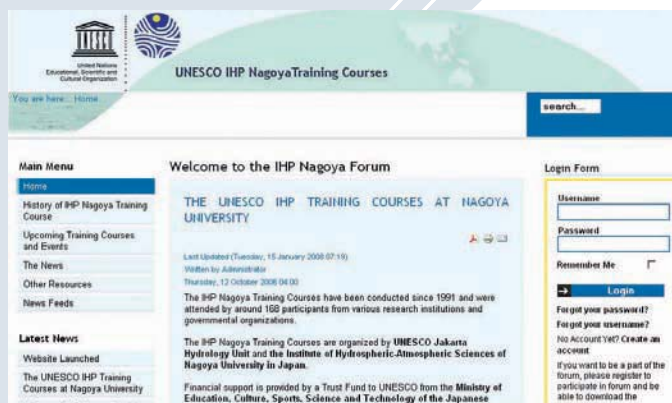 United Nations
Educational, Scientific and
Cultural Organization
UNESCO IHP NagoyaTraining Courses
You are here... Home
search...
Main Menu
Home
History of IHP Nagoya Training
Course
Upcoming Training Courses
and Events
The News
Other Resources
News Feeds
Latest News
Website Launched
The UNESCO IHP Training
Courses at Nagoya University
Welcome to the IHP Nagoya Forum
THE UNESCO IHP TRAINING COURSES AT NAGOYA
UNIVERSITY
Last Updated (Tuesday, 15 January 2008 07:19)
Written by Administrator
Thursday, 12 October 2006 04:00
The IHP Nagoya Training Courses have been conducted since 1991 and were
attended by around 168 participants from various research institutions and
governmental organizations.
The IHP Nagoya Training Courses are organized by UNESCO Jakarta
Hydrology Unit and the Institute of Hydrospheric-Atmospheric Sciences of
Nagoya University in Japan.
Financial support is provided by a Trust Fund to UNESCO from the Ministry of
Education, Culture, Sports, Science and Technology of the Japanese
Login Form
Username
Password
Remember Me
Login
Forgot your password?
Forgot your username?
No Account Yet? Create an
account
If you want to be a part of the
forum, please register to
participate in forum and be
able to download the